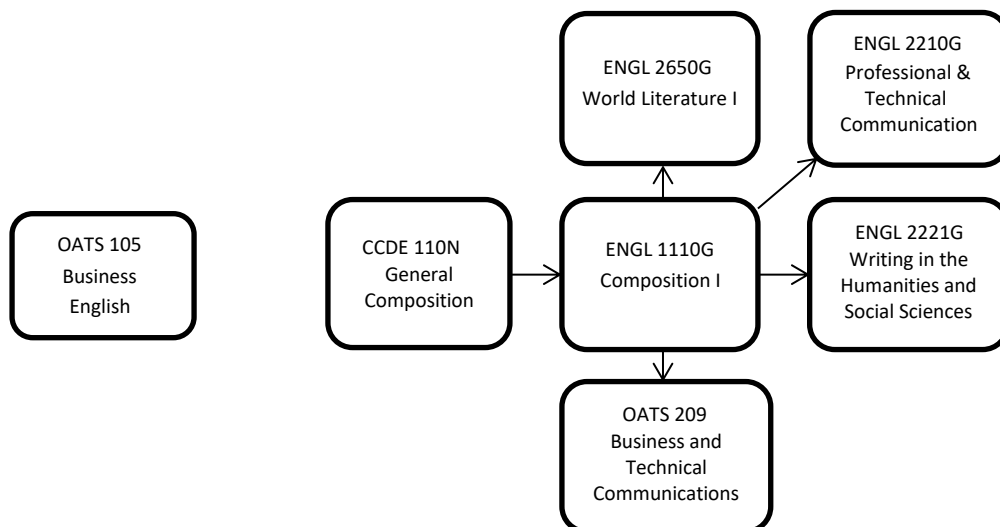 ENGL 2650G
World Literature I
ENGL 2210G
Professional &
Technical
Communication
OATS 105
Business
English
CCDE 110N
General
Composition
ENGL 1110G
Composition I
ENGL 2221G
Writing in the
Humanities and
Social Sciences
OATS 209
Business and
Technical
Communications